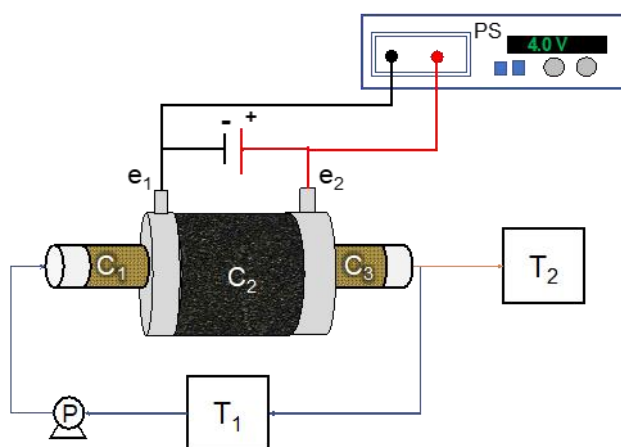 PS
4.0 V
- +
e₁ e₂
C₁ C₂ C₃
T₂
P
T₁